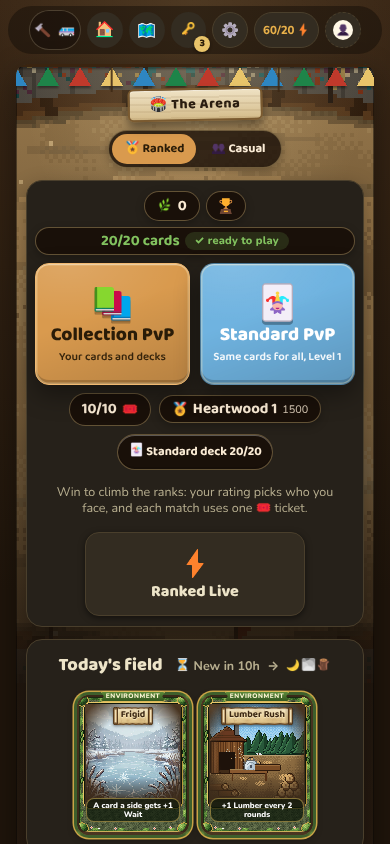 3
60/20
The Arena
Ranked
Casual
0
20/20 cards ✓ ready to play
Collection PvP
Your cards and decks
Standard PvP
Same cards for all, Level 1
10/10
Heartwood 1 1500
Standard deck 20/20
Win to climb the ranks: your rating picks who you
face, and each match uses one ticket.
Ranked Live
Today's field
New in 10h →
ENVIRONMENT
Frigid
A card a side gets +1
Wait
ENVIRONMENT
Lumber Rush
+1 Lumber every 2
rounds